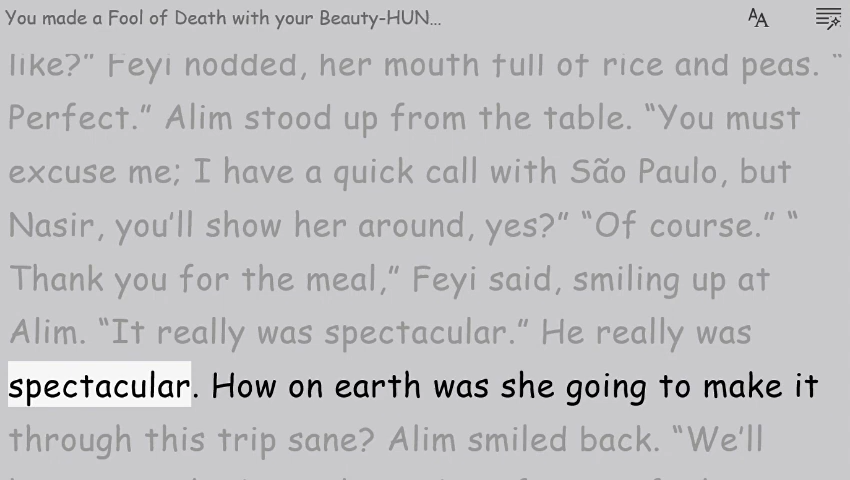 You made a Fool of Death with your Beauty-HUN...
like?” Feyi nodded, her mouth full of rice and peas. “
Perfect.” Alim stood up from the table. “You must
excuse me; I have a quick call with São Paulo, but
Nasir, you’ll show her around, yes?” “Of course.” “
Thank you for the meal,” Feyi said, smiling up at
Alim. “It really was spectacular.” He really was
spectacular. How on earth was she going to make it
through this trip sane? Alim smiled back. “We’ll